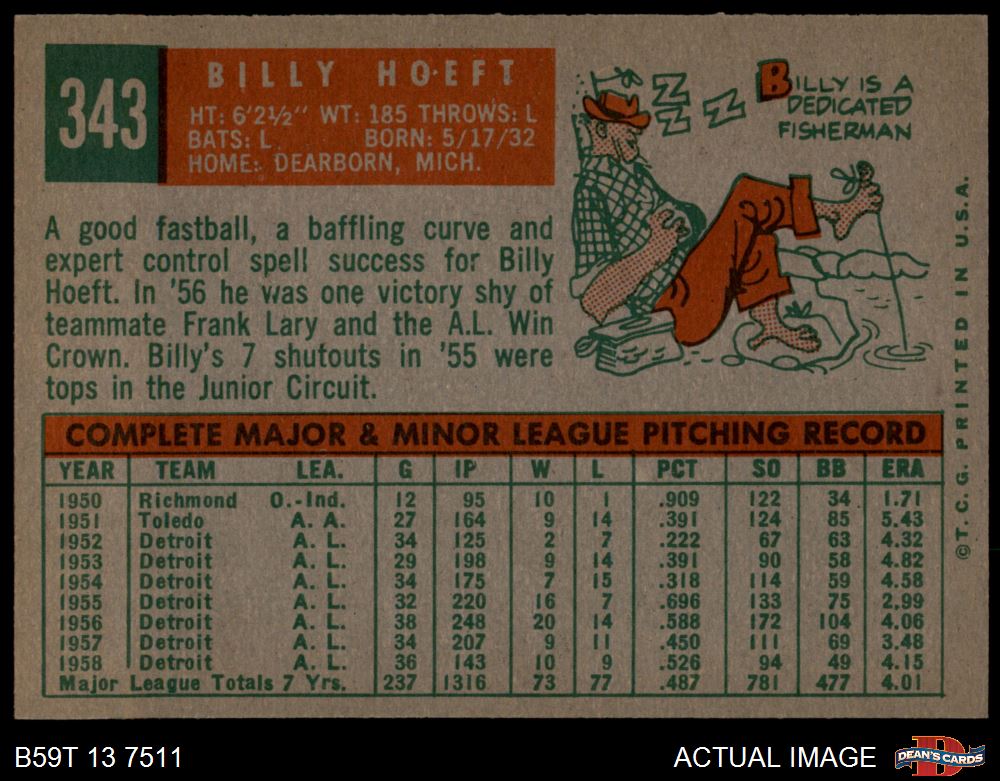 343
BILLY HOEFT
HT: 6'2½" WT: 185 THROWS: L
BATS: L BORN: 5/17/32
HOME: DEARBORN, MICH.
Z Z Z Z
BILLY IS A
DEDICATED
FISHERMAN
A good fastball, a baffling curve and
expert control spell success for Billy
Hoeft. In '56 he was one victory shy of
teammate Frank Lary and the A.L. Win
Crown. Billy's 7 shutouts in '55 were
tops in the Junior Circuit.
COMPLETE MAJOR & MINOR LEAGUE PITCHING RECORD
YEAR TEAM LEA. G IP W L PCT SO BB ERA
1950 Richmond O.-Ind. 12 95 10 1 .909 122 34 1.71
1951 Toledo A. A. 27 164 9 14 .391 124 85 5.43
1952 Detroit A. L. 34 125 2 7 .222 67 63 4.32
1953 Detroit A. L. 29 198 9 14 .391 90 58 4.82
1954 Detroit A. L. 34 175 7 15 .318 114 59 4.58
1955 Detroit A. L. 32 220 16 7 .696 133 75 2.99
1956 Detroit A. L. 38 248 20 14 .588 172 104 4.06
1957 Detroit A. L. 34 207 9 11 .450 111 69 3.48
1958 Detroit A. L. 36 143 10 9 .526 94 49 4.15
Major League Totals 7 Yrs. 237 1316 73 77 .487 781 477 4.01
©T.C.G. PRINTED IN U.S.A.
B59T 13 7511
ACTUAL IMAGE
D
DEAN'S CARDS